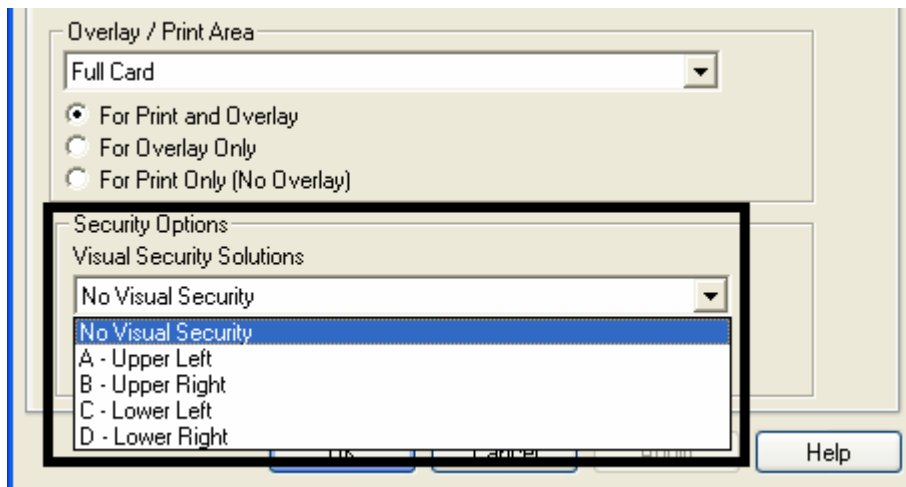 Overlay / Print Area
Full Card
For Print and Overlay
For Overlay Only
For Print Only (No Overlay)
Security Options
Visual Security Solutions
No Visual Security
No Visual Security
A - Upper Left
B - Upper Right
C - Lower Left
D - Lower Right
Help